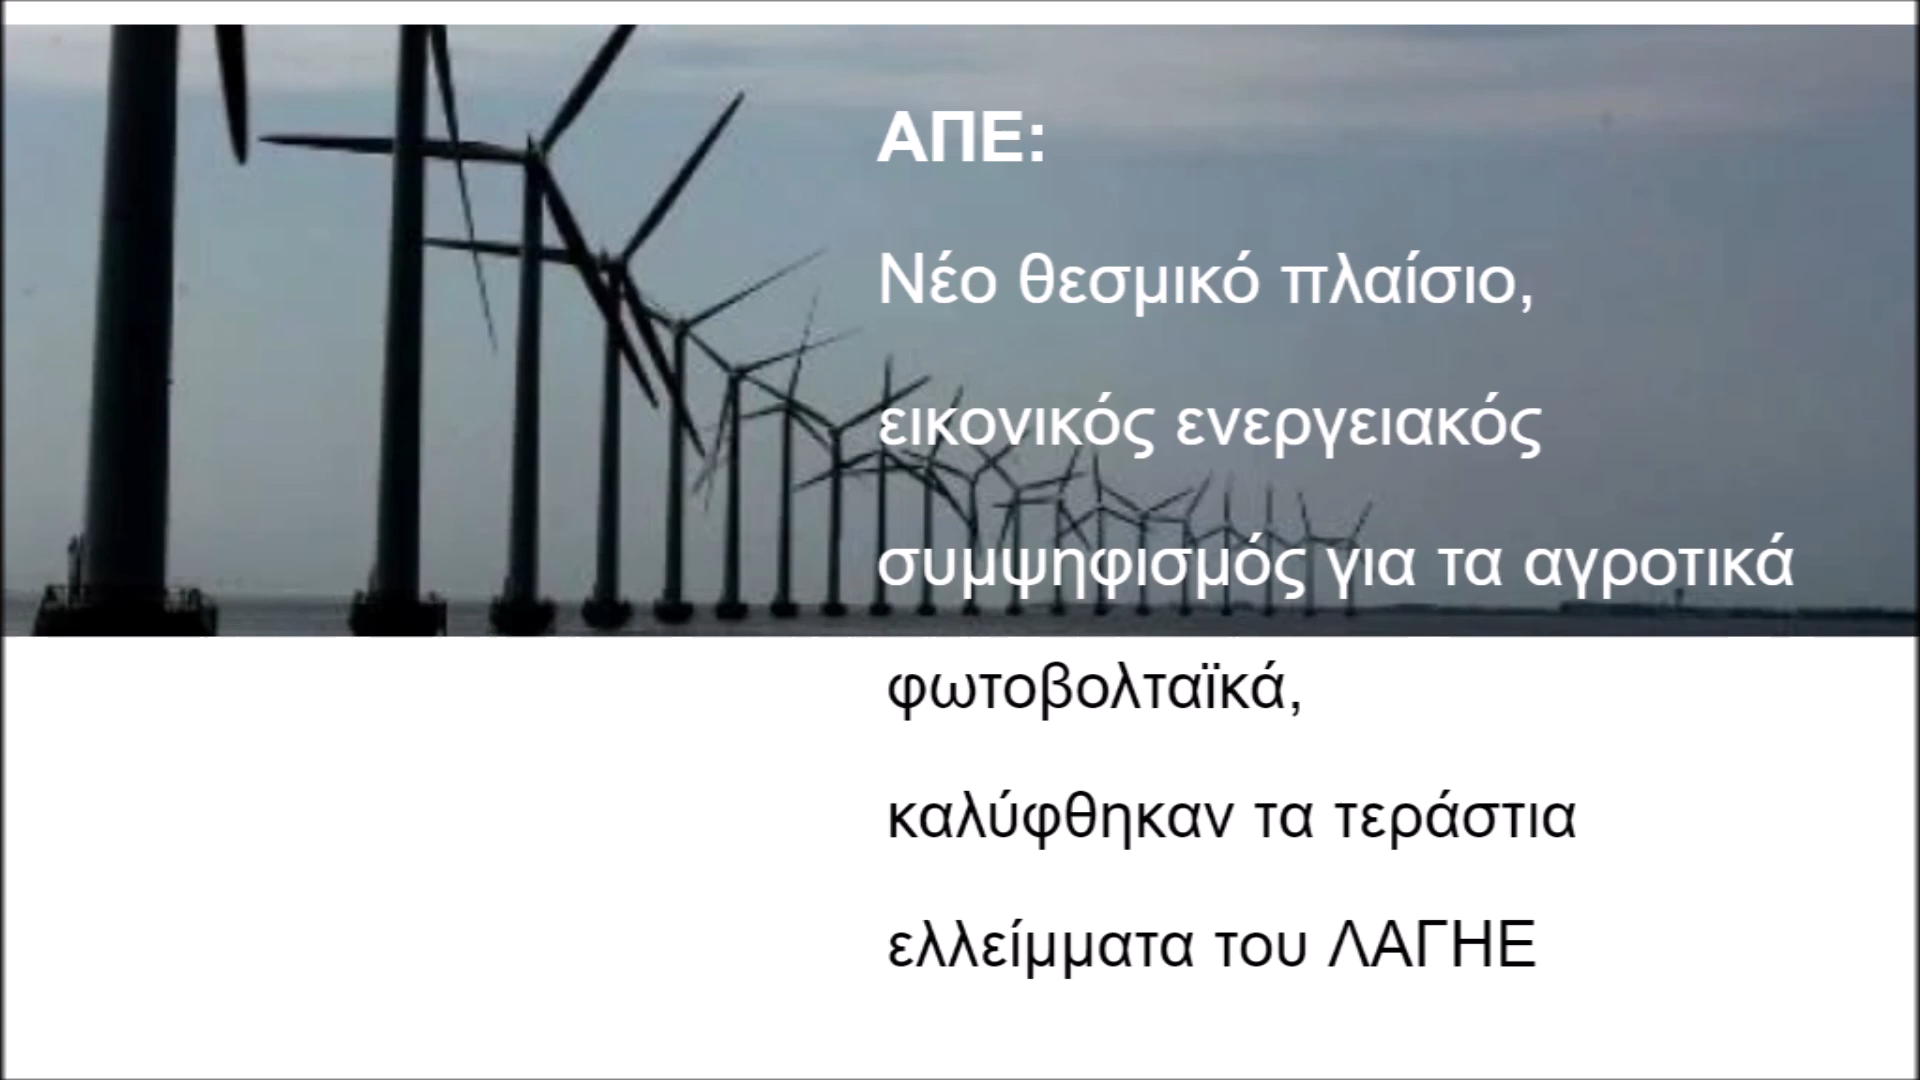 ΑΠΕ:
Νέο θεσμικό πλαίσιο,
εικονικός ενεργειακός
συμψηφισμός για τα αγροτικά
φωτοβολταϊκά,
καλύφθηκαν τα τεράστια
ελλείμματα του ΛΑΓΗΕ